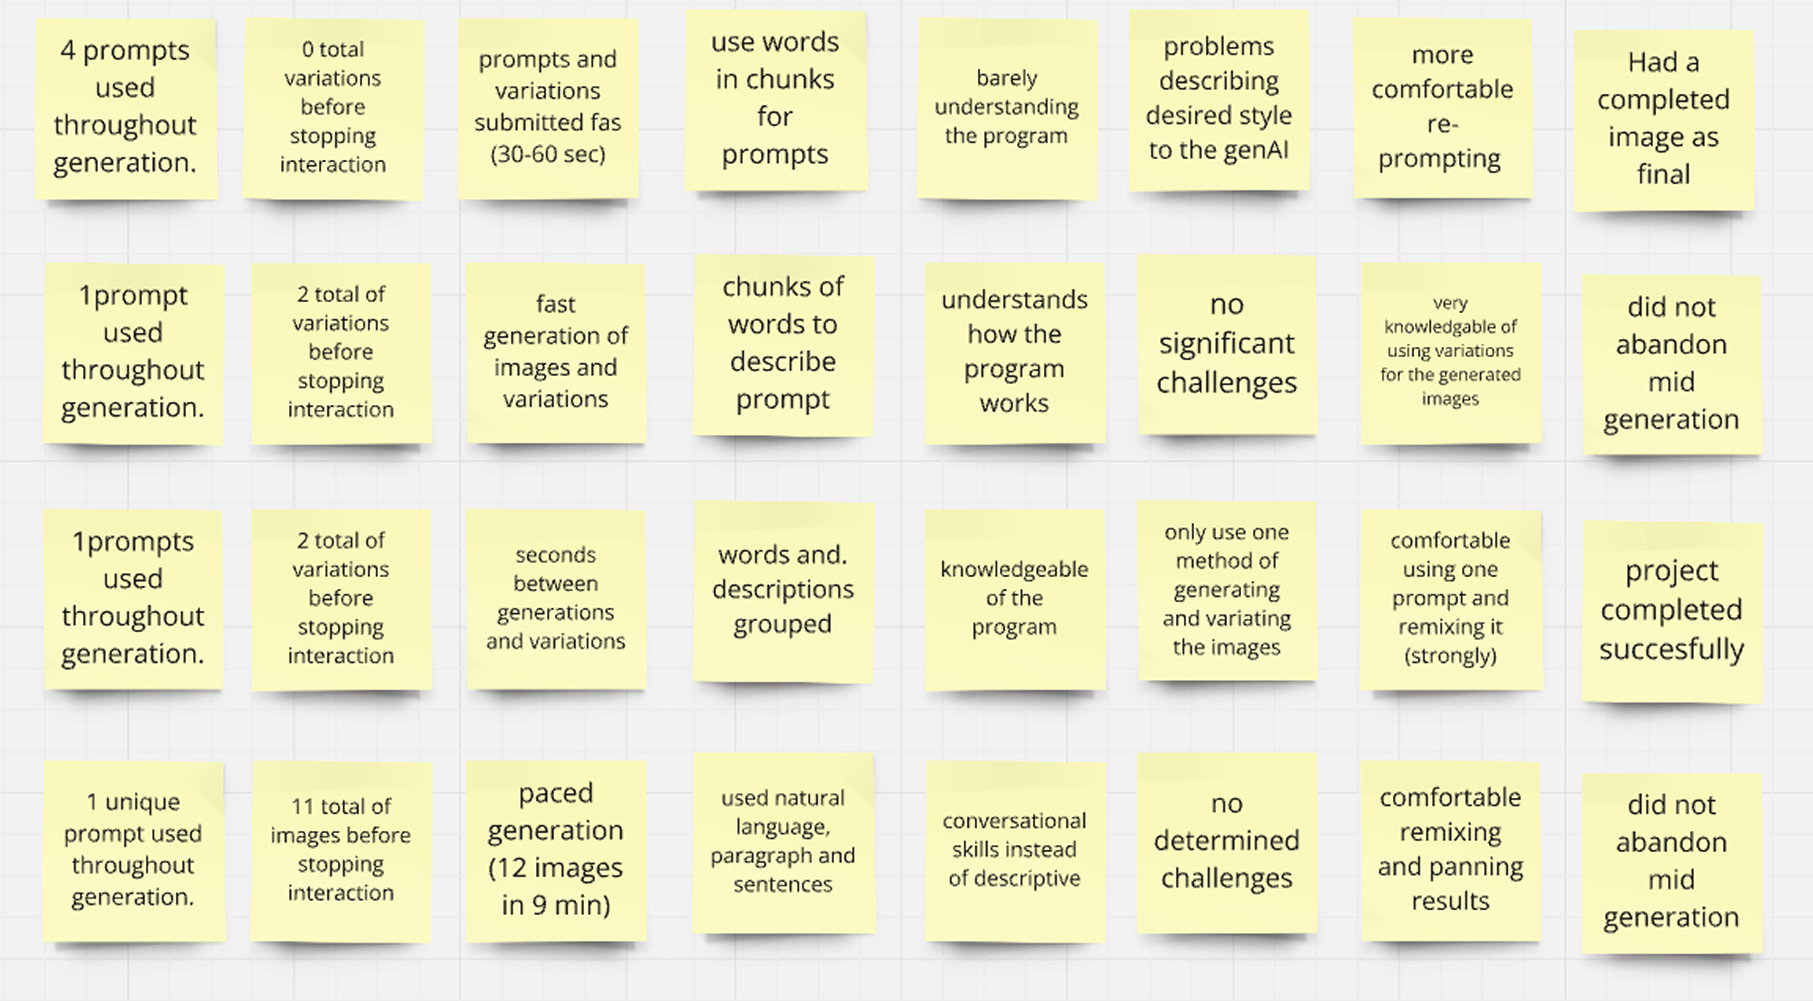 4 prompts
used
throughout
generation.
0 total
variations
before
stopping
interaction
prompts and
variations
submitted fas
(30-60 sec)
use words
in chunks
for
prompts
barely
understanding
the program
problems
describing
desired style
to the genAI
more
comfortable
re-
prompting
Had a
completed
image as
final
1prompt
used
throughout
generation.
2 total of
variations
before
stopping
interaction
fast
generation of
images and
variations
chunks of
words to
describe
prompt
understands
how the
program
works
no
significant
challenges
very
knowledgable of
using variations
for the generated
images
did not
abandon
mid
generation
1prompts
used
throughout
generation.
2 total of
variations
before
stopping
interaction
seconds
between
generations
and variations
words and.
descriptions
grouped
knowledgeable
of the
program
only use one
method of
generating
and variating
the images
comfortable
using one
prompt and
remixing it
(strongly)
project
completed
succesfully
1 unique
prompt used
throughout
generation.
11 total of
images before
stopping
interaction
paced
generation
(12 images
in 9 min)
used natural
language,
paragraph and
sentences
conversational
skills instead
of descriptive
no
determined
challenges
comfortable
remixing
and panning
results
did not
abandon
mid
generation